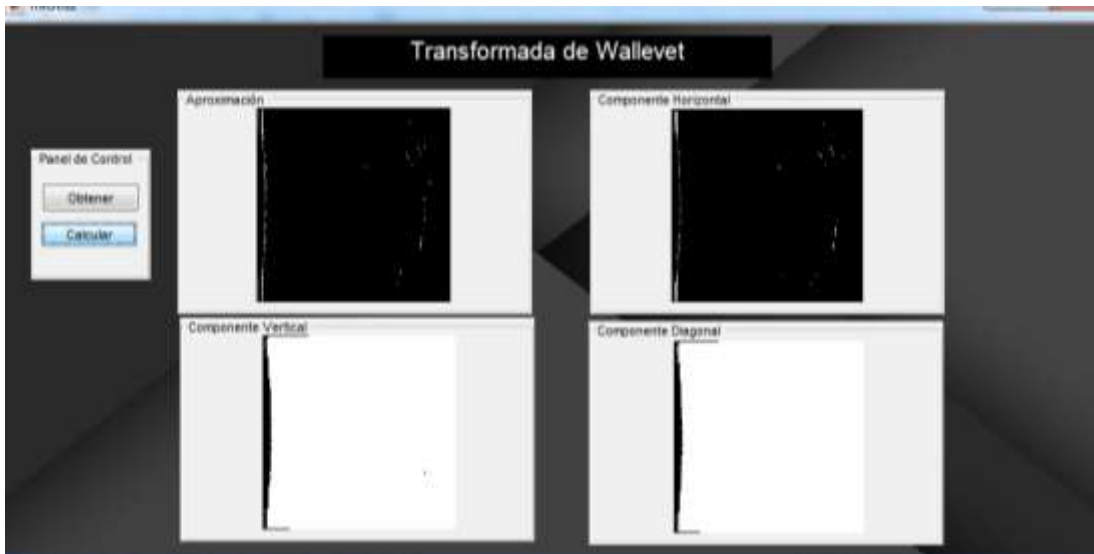 Transformada de Wallevet
Aproximación
Componente Horizontal
Panel de Control
Obtener
Calcular
Componente Vertical
Componente Diagonal